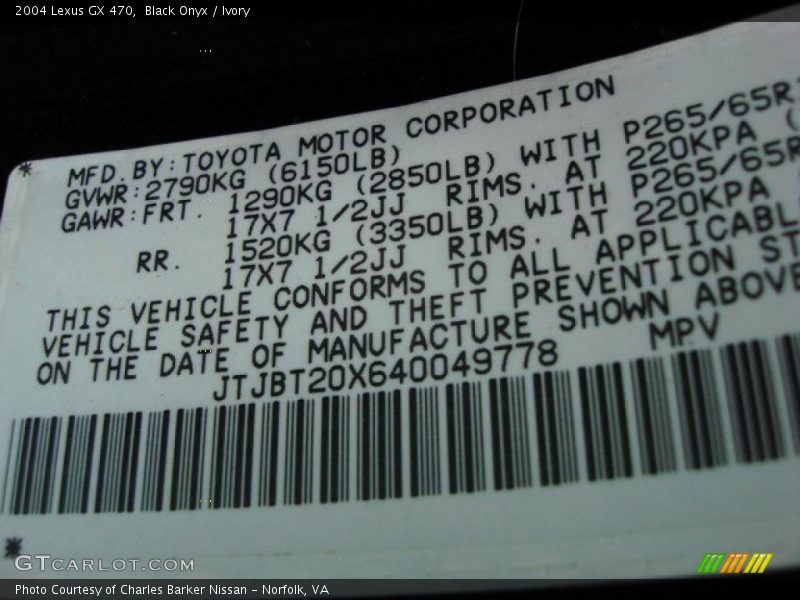 2004 Lexus GX 470,  Black Onyx / Ivory
MFD.BY:TOYOTA MOTOR CORPORATION
GVWR:2790KG (6150LB)
GAWR:FRT. 1290KG (2850LB) WITH P265/65R
17X7 1/2JJ RIMS. AT 220KPA (
RR. 1520KG (3350LB) WITH P265/65R
17X7 1/2JJ RIMS. AT 220KPA
THIS VEHICLE CONFORMS TO ALL APPLICABL
VEHICLE SAFETY AND THEFT PREVENTION ST
ON THE DATE OF MANUFACTURE SHOWN ABOVE
JTJBT20X640049778 MPV
GTCARLOT.COM
Photo Courtesy of Charles Barker Nissan - Norfolk, VA